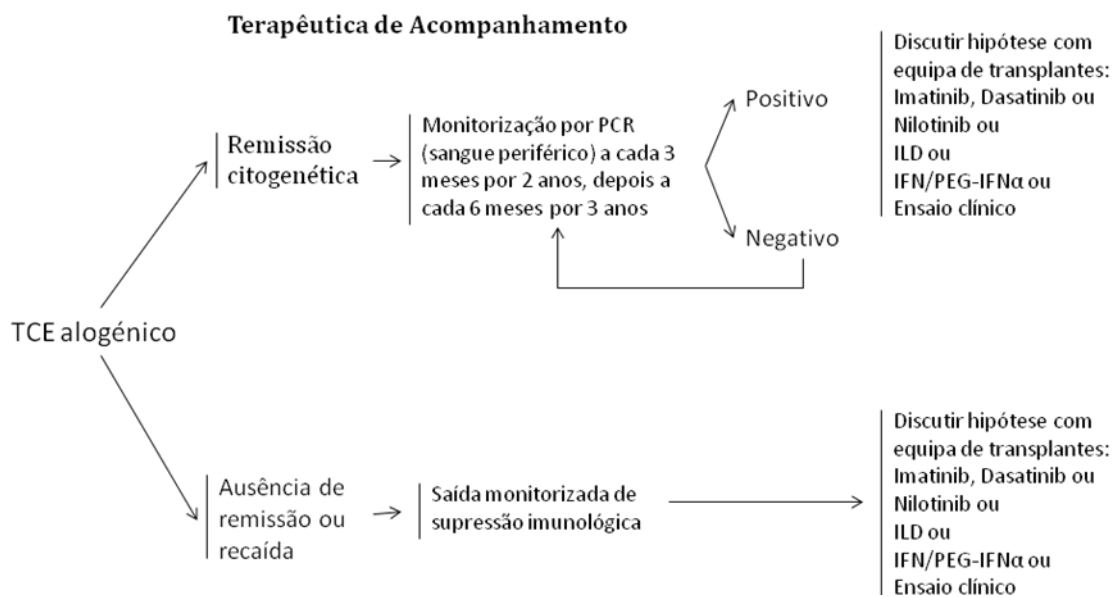 Terapêutica de Acompanhamento
TCE alogénico
Remissão
citogenética
Monitorização por PCR
(sangue periférico) a cada 3
meses por 2 anos, depois a
cada 6 meses por 3 anos
Positivo
Negativo
Discutir hipótese com
equipa de transplantes:
Imatinib, Dasatinib ou
Nilotinib ou
ILD ou
IFN/PEG-IFNα ou
Ensaio clínico
Ausência de
remissão ou
recaída
Saída monitorizada de
supressão imunológica
Discutir hipótese com
equipa de transplantes:
Imatinib, Dasatinib ou
Nilotinib ou
ILD ou
IFN/PEG-IFNα ou
Ensaio clínico